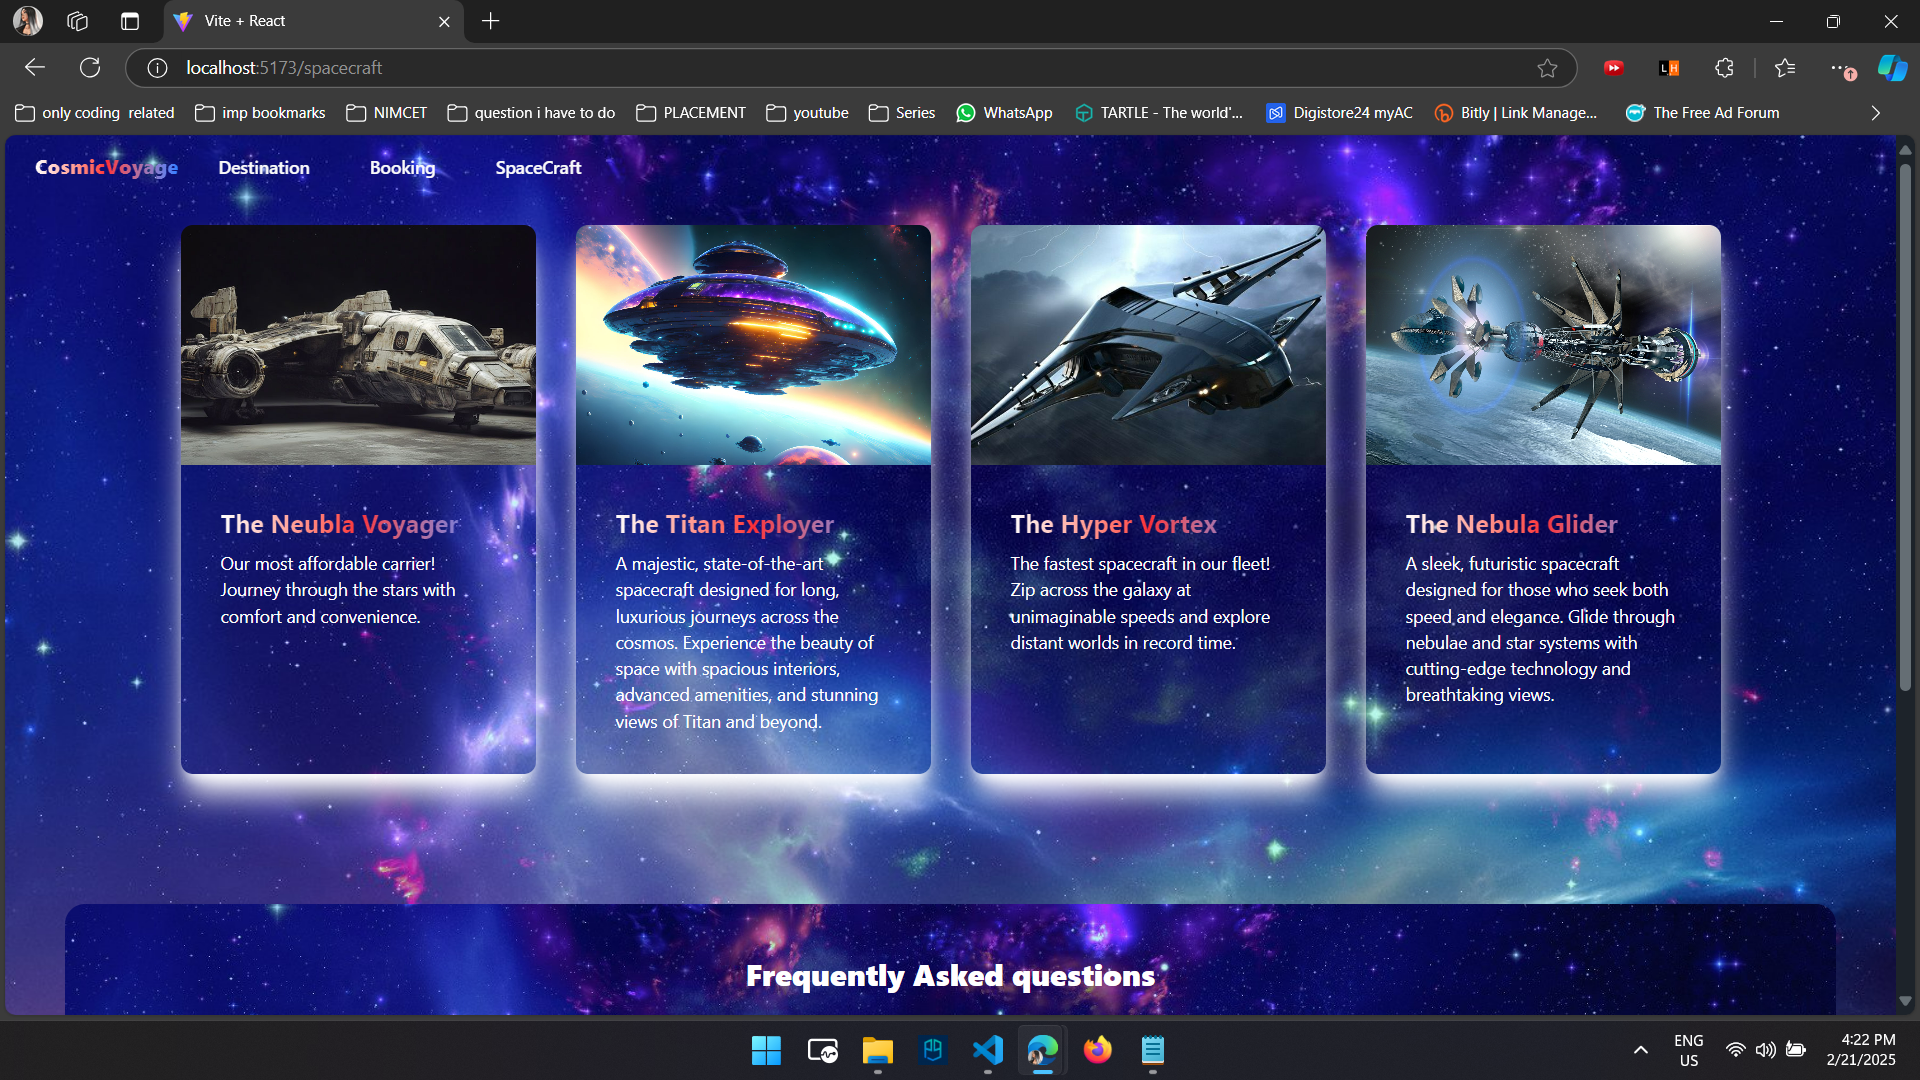 Vite + React
localhost:5173/spacecraft
only coding related
imp bookmarks
NIMCET
question i have to do
PLACEMENT
youtube
Series
WhatsApp
TARTLE - The world'...
Digistore24 myAC
Bitly | Link Manage...
The Free Ad Forum
LH
CosmicVoyage
Destination
Booking
SpaceCraft
The Neubla Voyager
Our most affordable carrier!
Journey through the stars with
comfort and convenience.
The Titan Exployer
A majestic, state-of-the-art
spacecraft designed for long,
luxurious journeys across the
cosmos. Experience the beauty of
space with spacious interiors,
advanced amenities, and stunning
views of Titan and beyond.
The Hyper Vortex
The fastest spacecraft in our fleet!
Zip across the galaxy at
unimaginable speeds and explore
distant worlds in record time.
The Nebula Glider
A sleek, futuristic spacecraft
designed for those who seek both
speed and elegance. Glide through
nebulae and star systems with
cutting-edge technology and
breathtaking views.
Frequently Asked questions
ENG
US
4:22 PM
2/21/2025